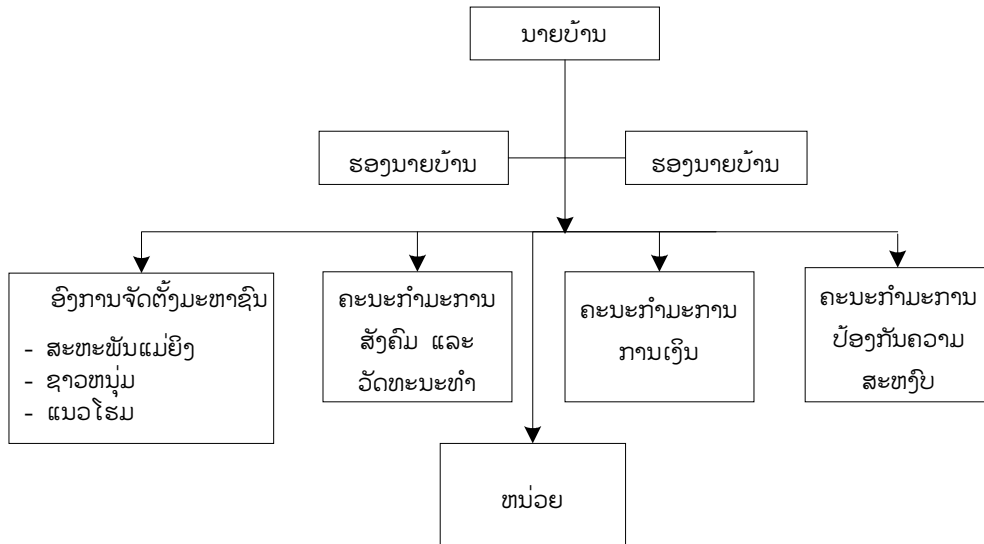 ນາຍບ້ານ
ຮອງນາຍບ້ານ
ຮອງນາຍບ້ານ
ອົງການຈັດຕັ້ງມະຫາຊົນ
- ສະຫະພັນແມ່ຍິງ
- ຊາວຫນຸ່ມ
- ແນວໂຮມ
ຄະນະກຳມະການ
ສັງຄົມ ແລະ
ວັດທະນະທຳ
ຄະນະກຳມະການ
ການເງິນ
ຄະນະກຳມະການ
ປ້ອງກັນຄວາມ
ສະຫງົບ
ຫນ່ວຍ